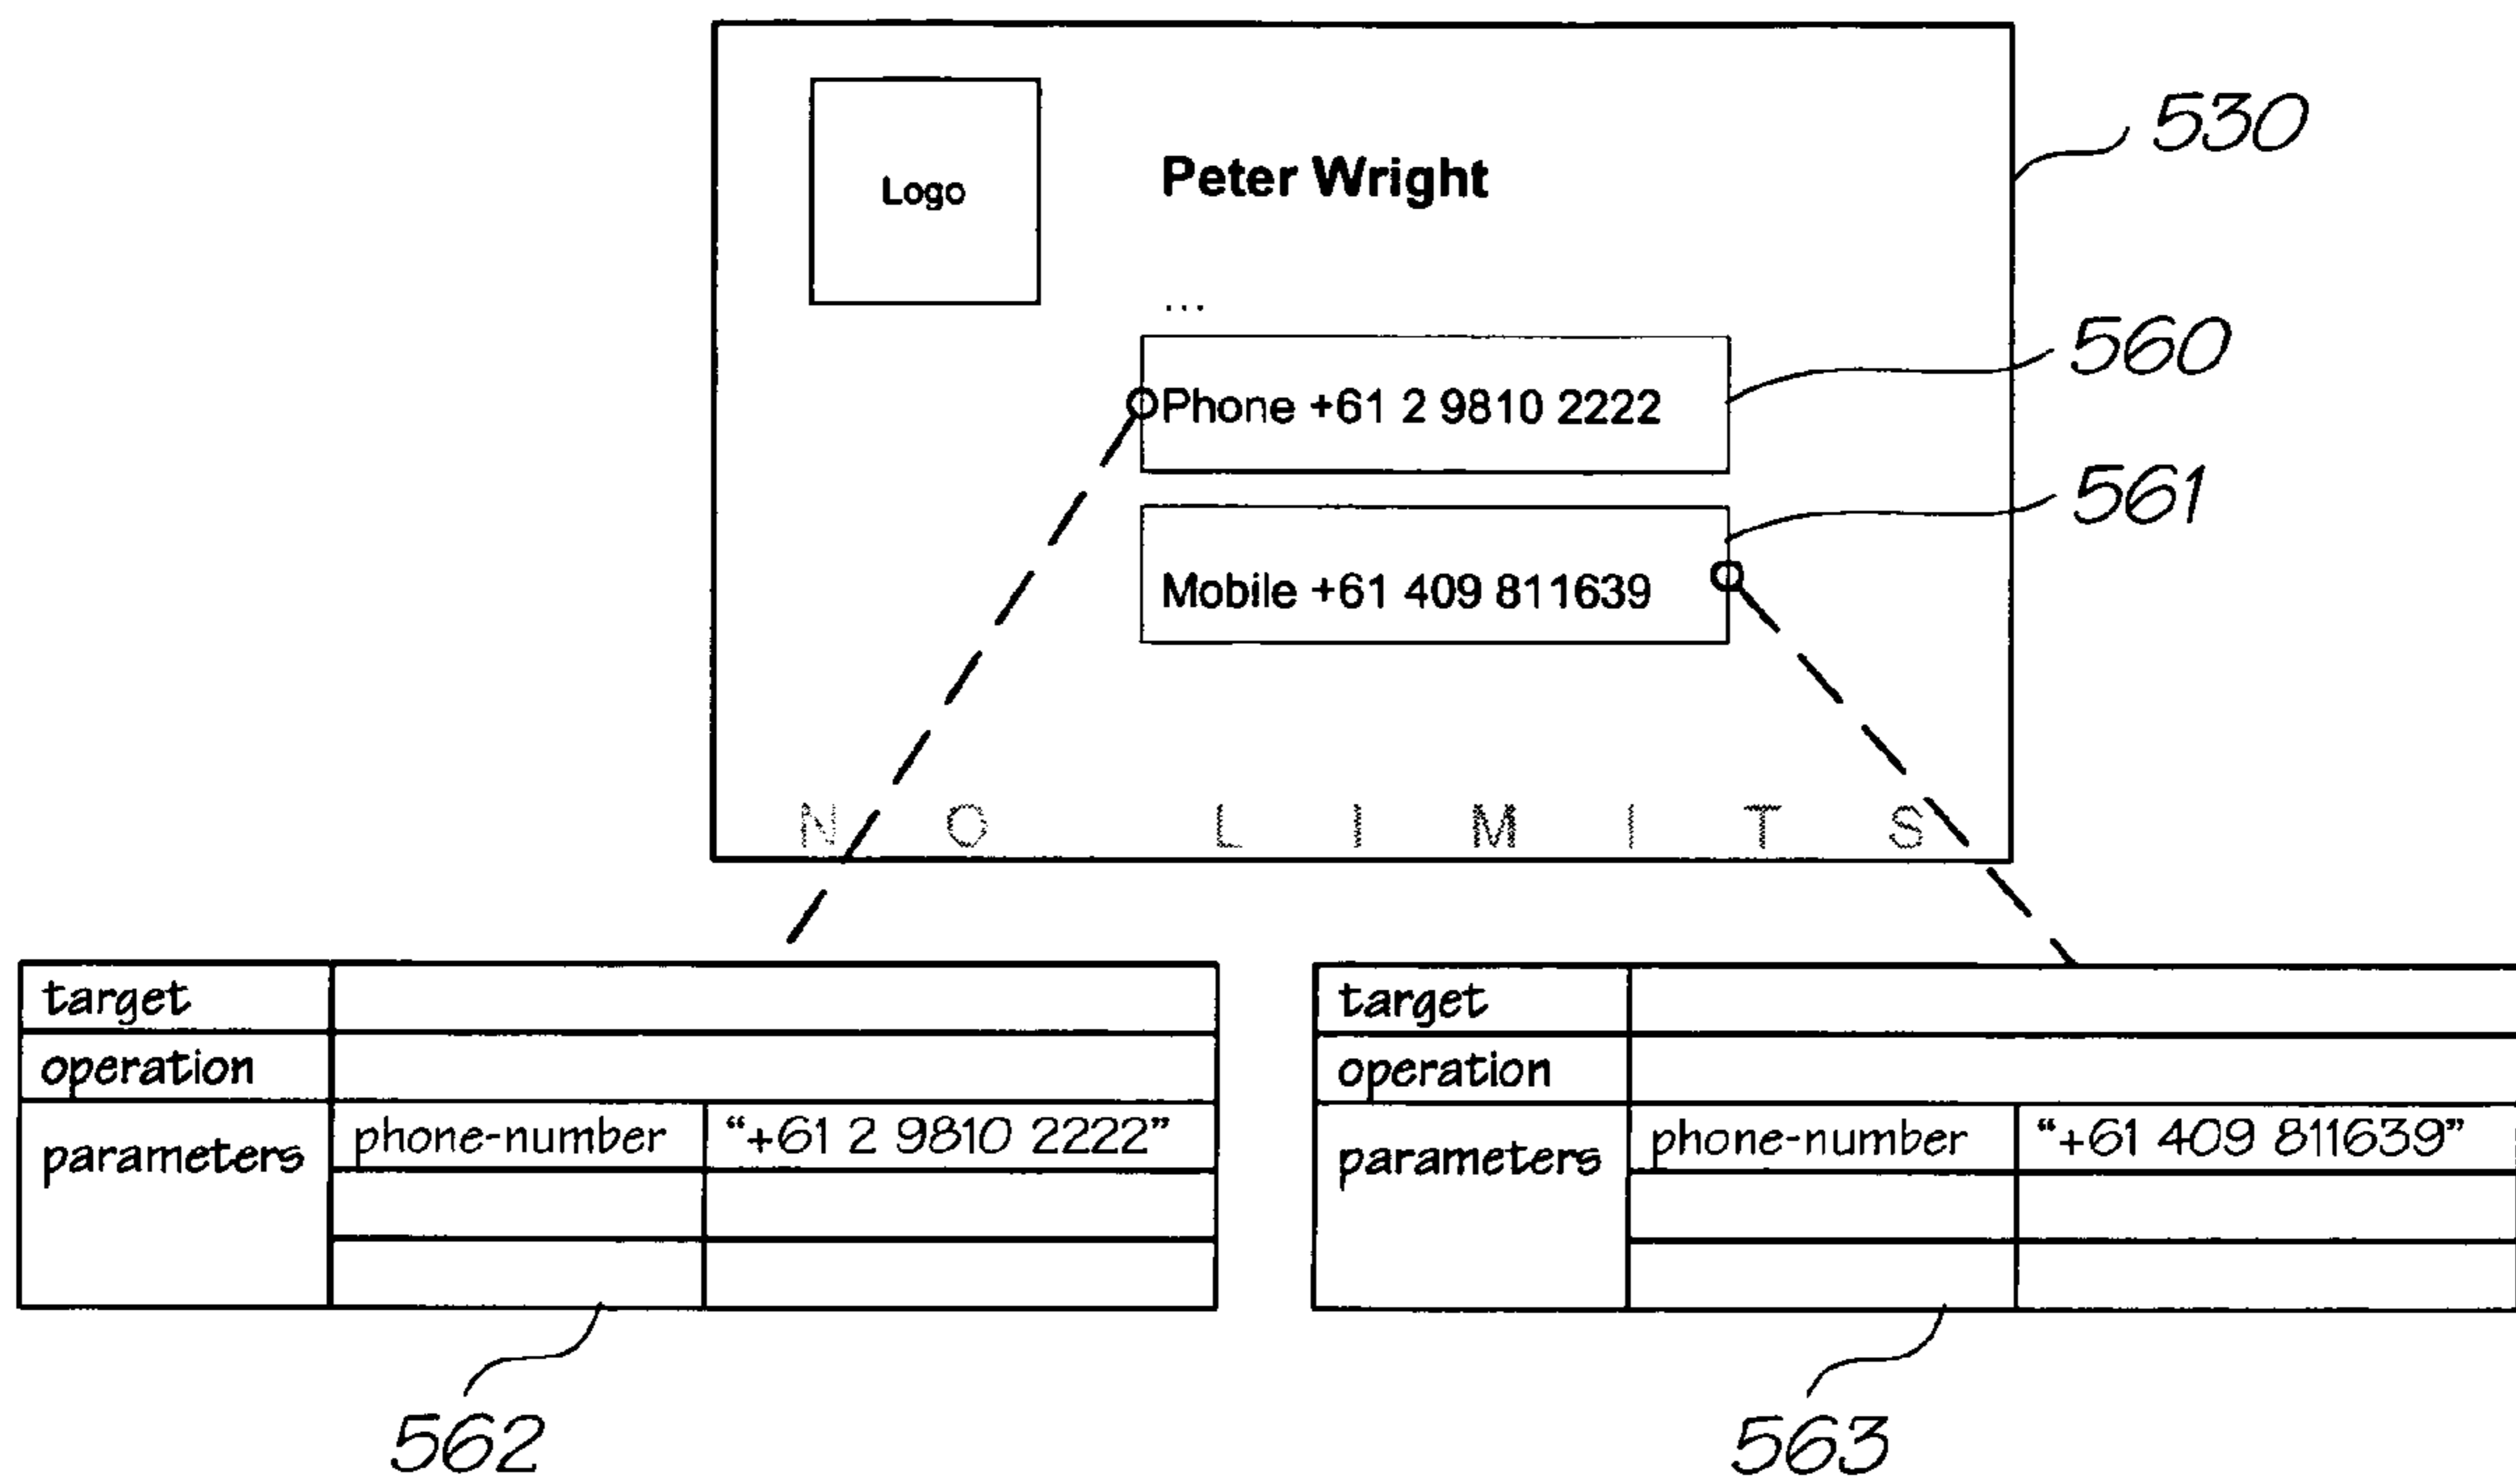 Logo
Peter Wright
530
...
560
Phone +61 2 9810 2222
561
Mobile +61 409 811639
N O L I M I T S
target
operation
parameters phone-number “+61 2 9810 2222”
562
target
operation
parameters phone-number “+61 409 811639”
563